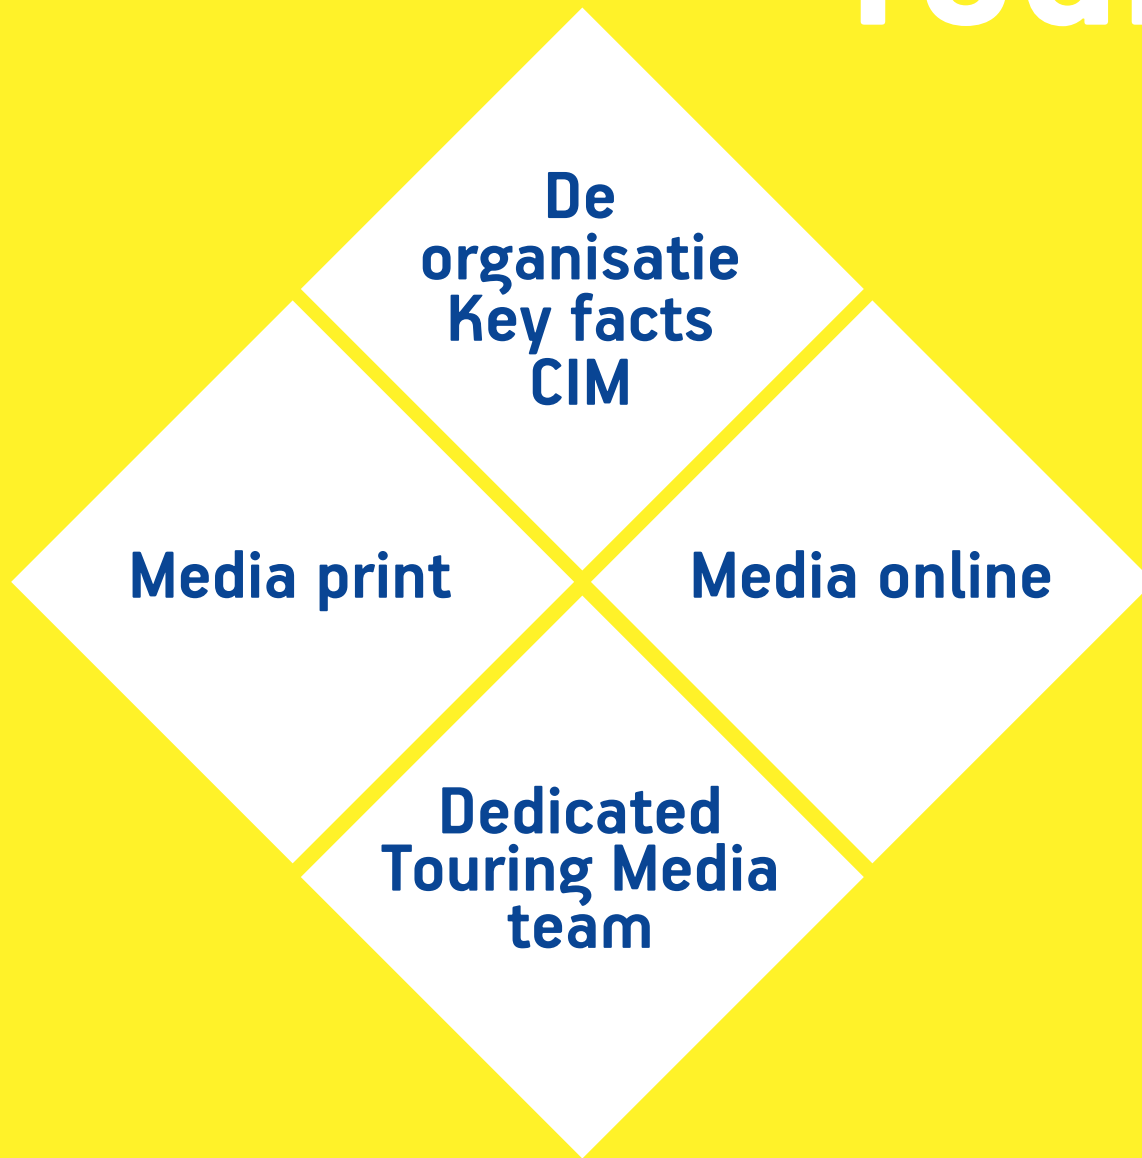 De
organisatie
Key facts
CIM
Media print
Media online
Dedicated
Touring Media
team